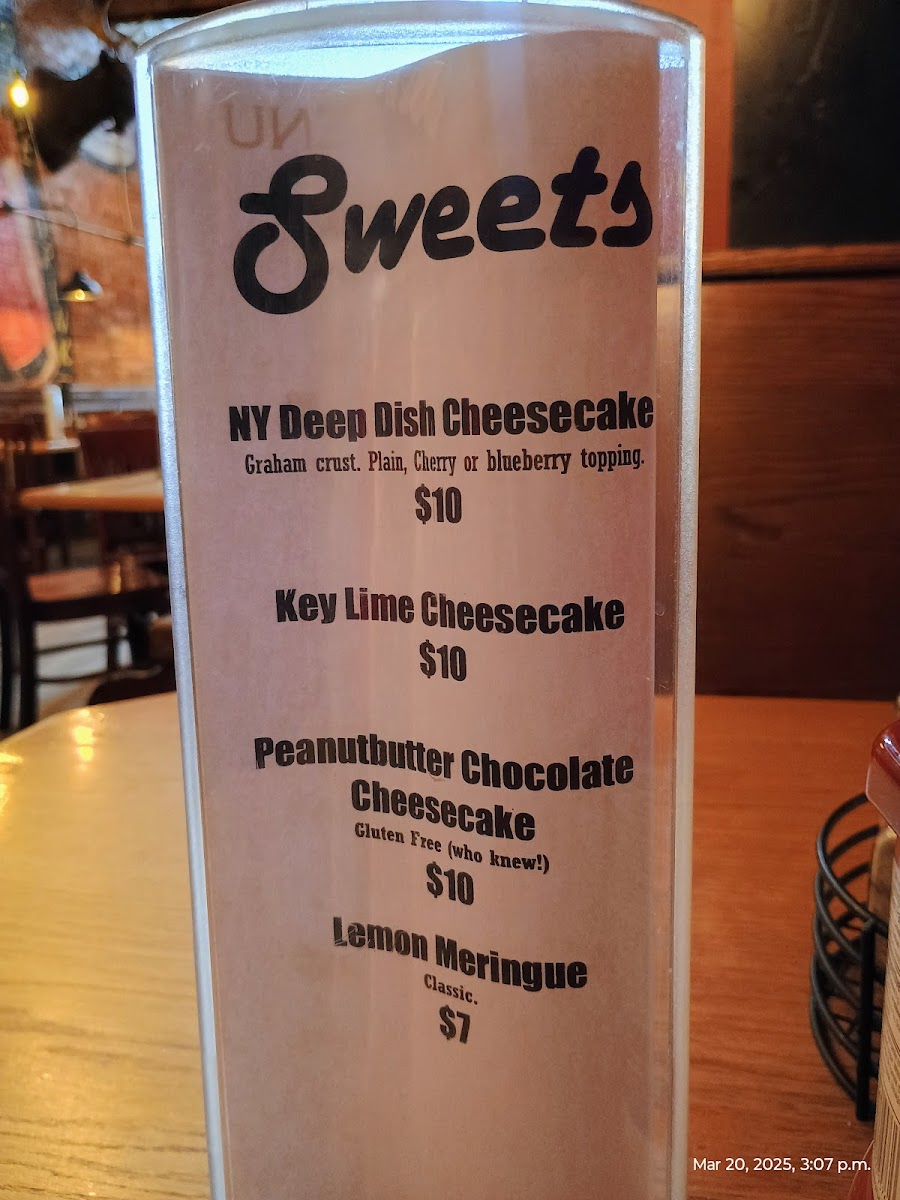 Sweets
NY Deep Dish Cheesecake
Graham crust. Plain, Cherry or blueberry topping.
$10
Key Lime Cheesecake
$10
Peanutbutter Chocolate
Cheesecake
Gluten Free (who knew!)
$10
Lemon Meringue
Classic.
$7
Mar 20, 2025, 3:07 p.m.